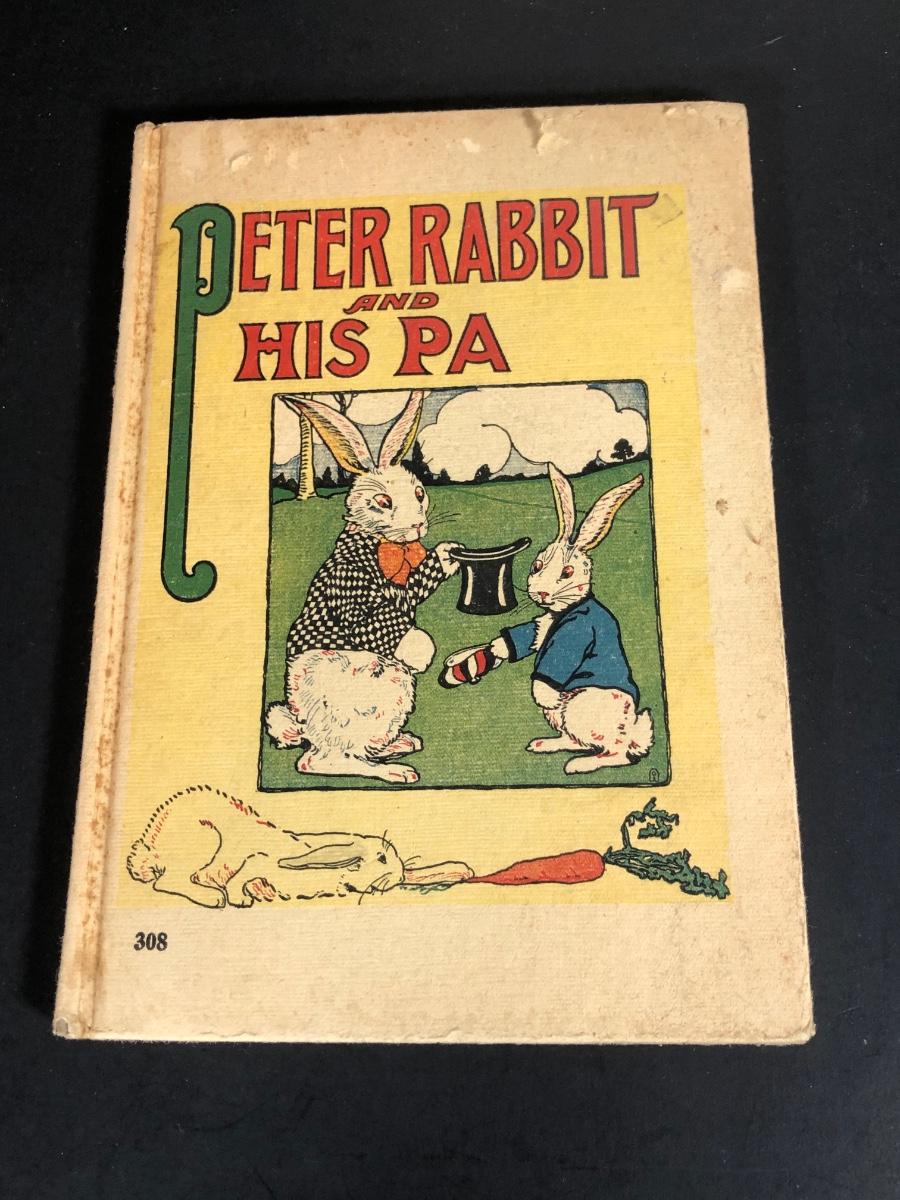 PETER RABBIT
AND
HIS PA
308